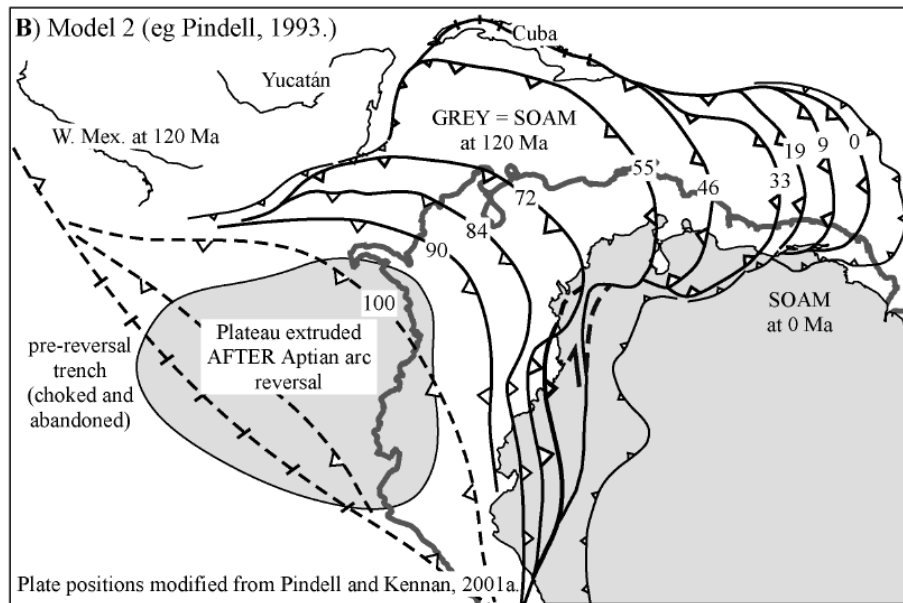 B) Model 2 (eg Pindell, 1993.)
Cuba
Yucatán
W. Mex. at 120 Ma
GREY = SOAM
at 120 Ma
19
9
0
55
46
33
72
84
90
100
SOAM
at 0 Ma
Plateau extruded
AFTER Aptian arc
reversal
pre-reversal
trench
(choked and
abandoned)
Plate positions modified from Pindell and Kennan, 2001a.